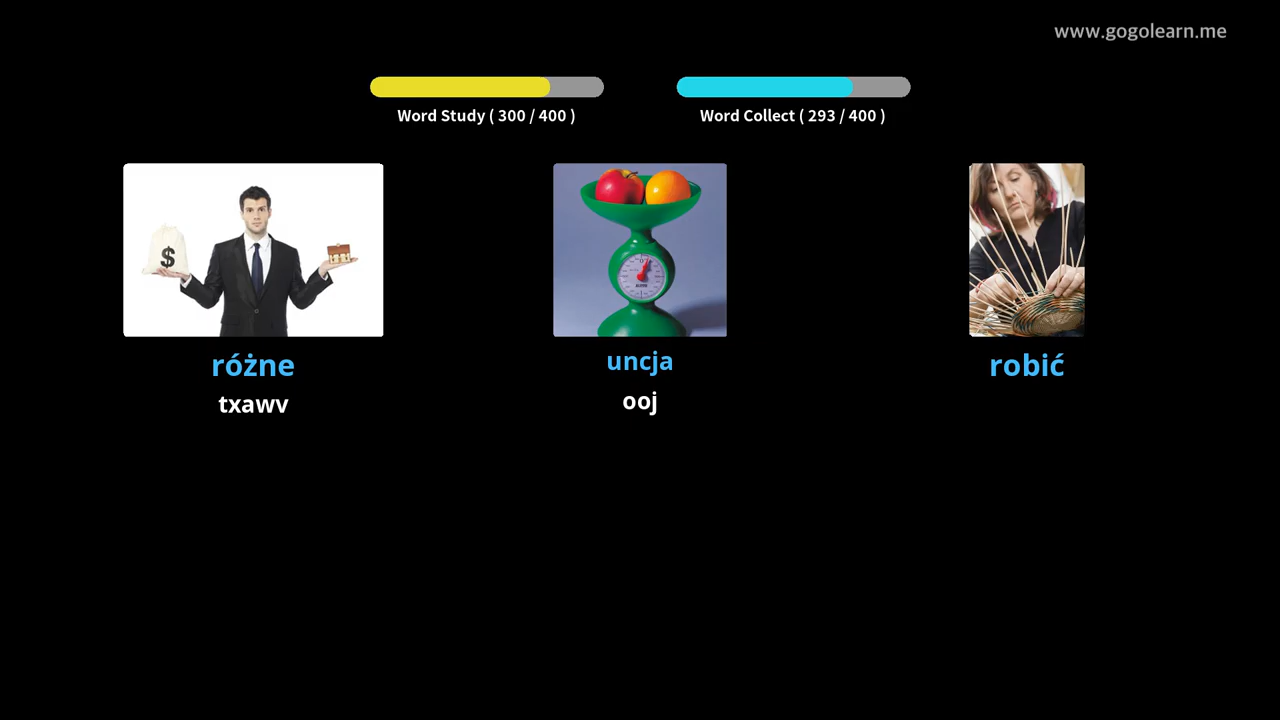 www.gogolearn.me
Word Study ( 300 / 400 )
Word Collect ( 293 / 400 )
$
różne
txawv
uncja
ooj
robić